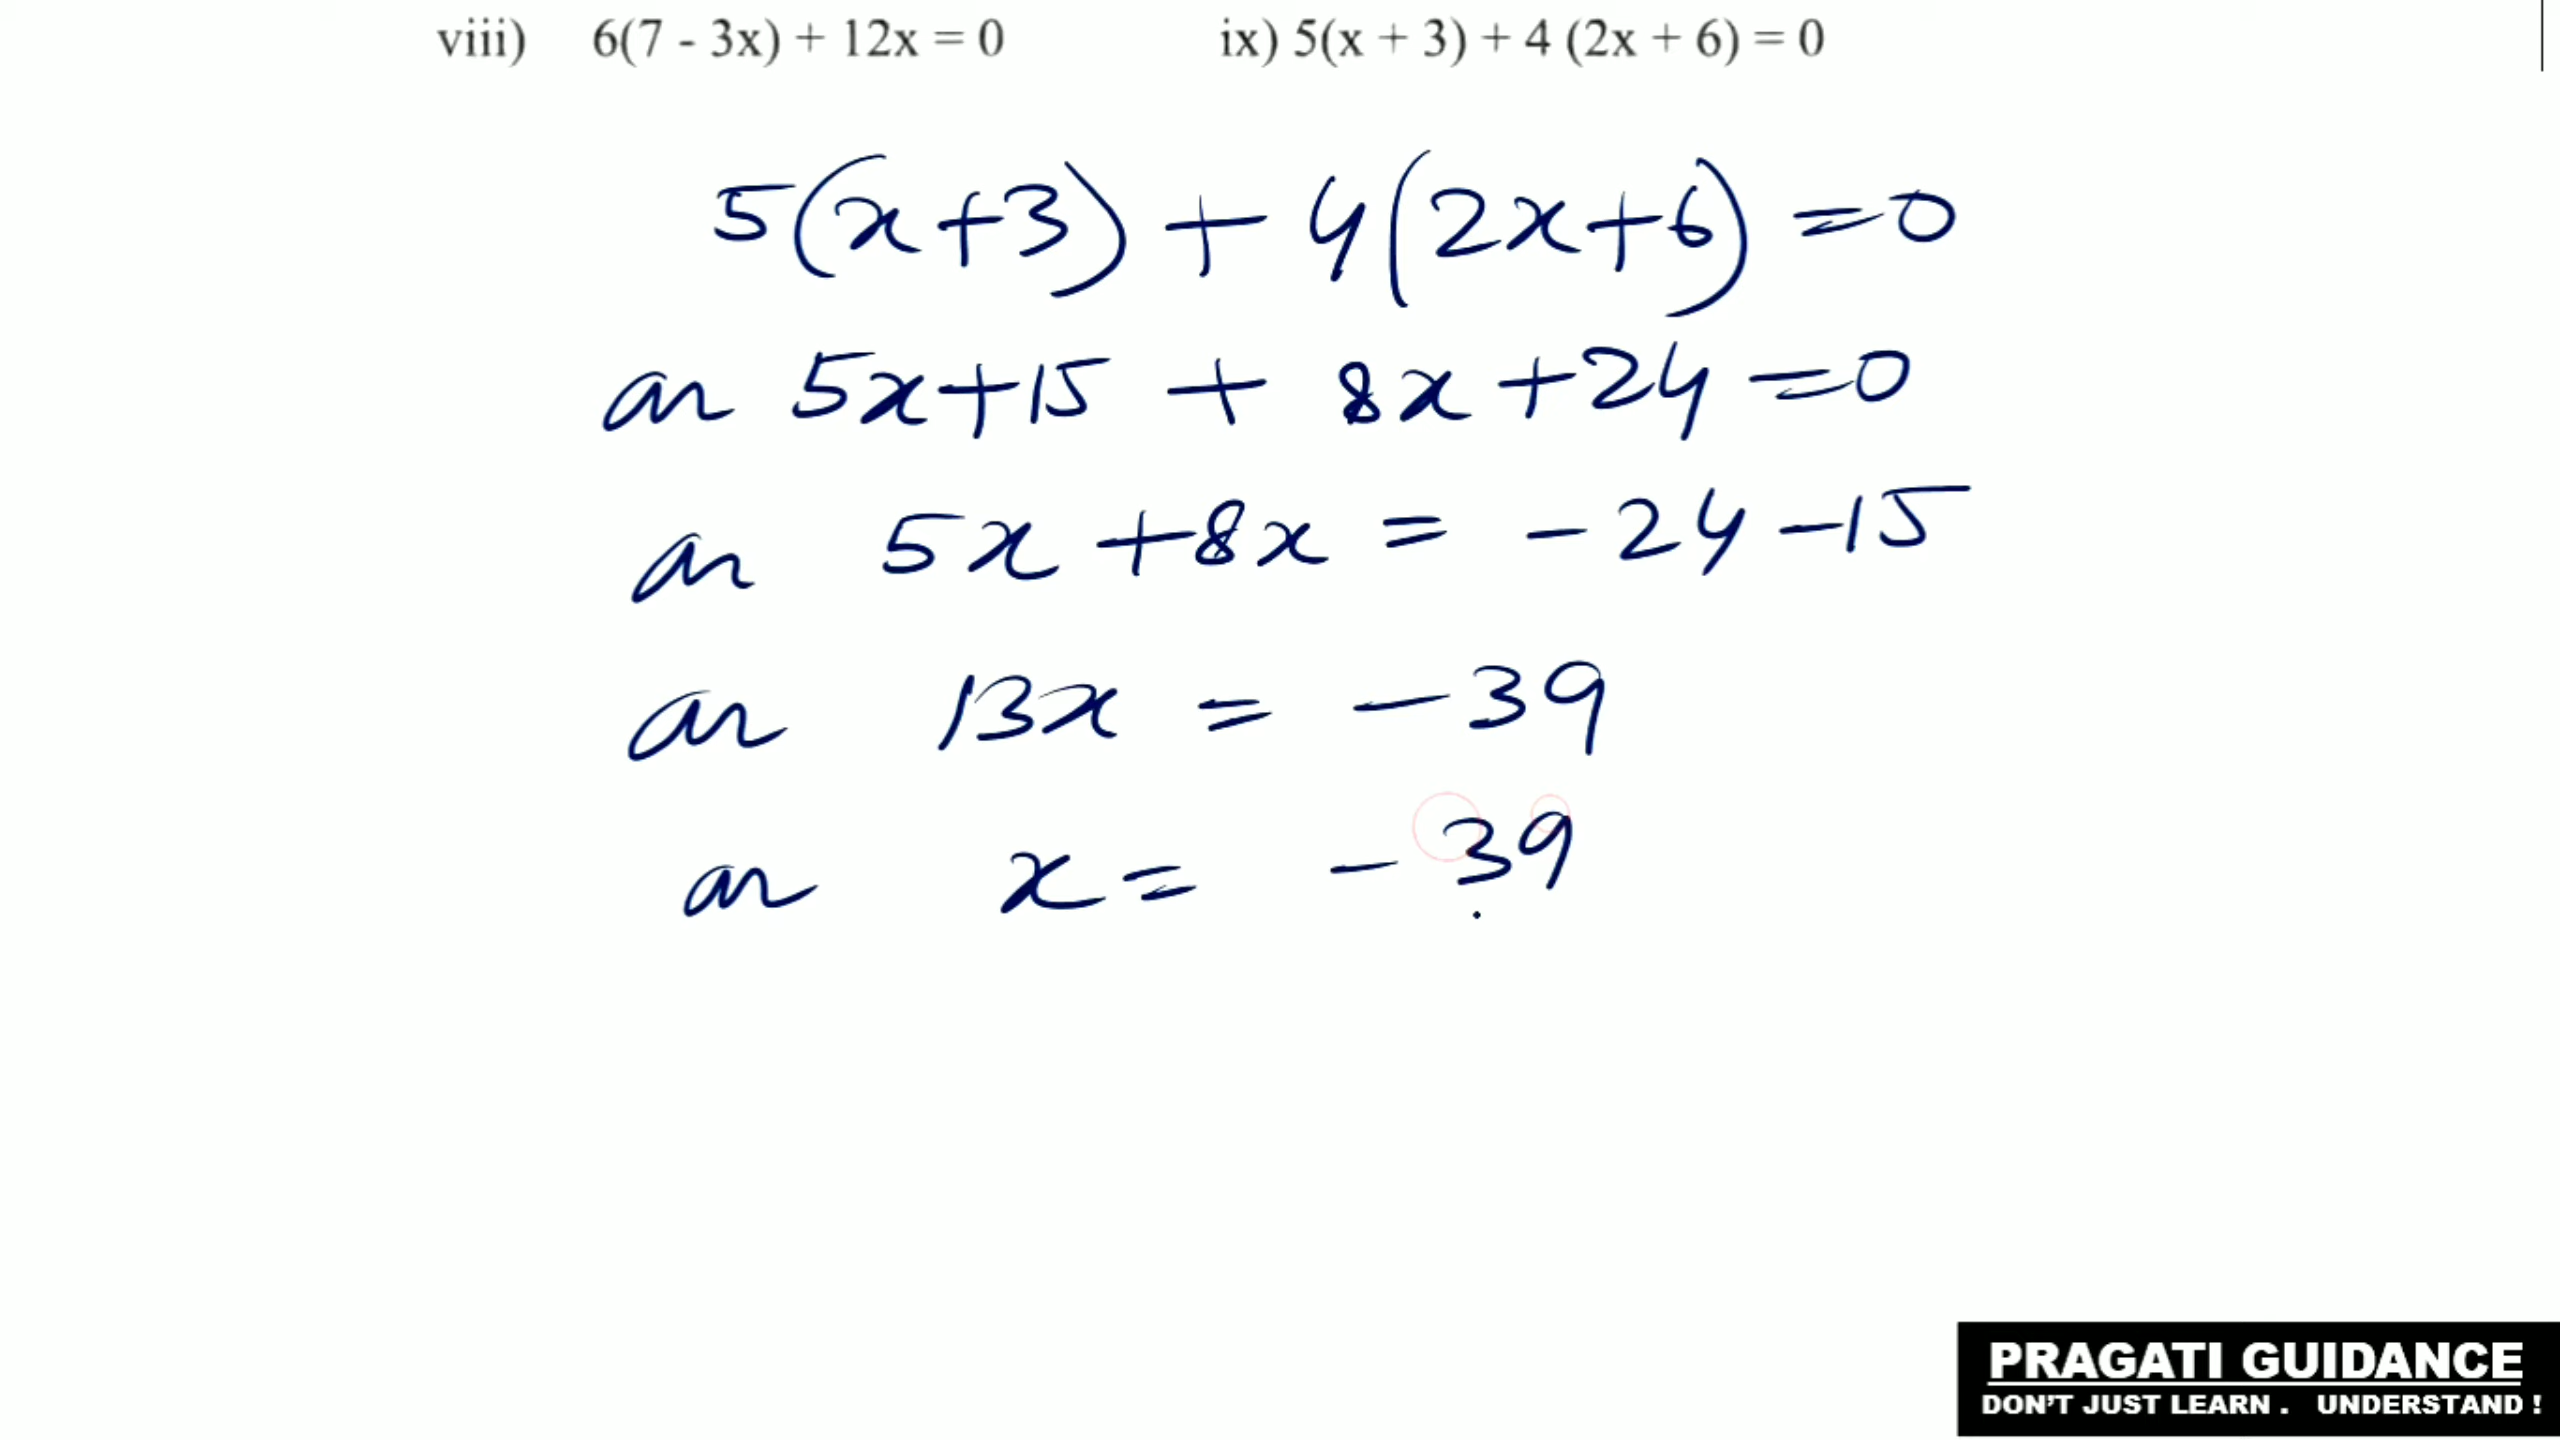 viii) 6(7 - 3x) + 12x = 0 ix) 5(x + 3) + 4 (2x + 6) = 0
5(x+3) + 4(2x+6) =0
or 5x+15 + 8x +24 =0
or 5x +8x = - 24 -15
or 13x = - 39
or x = - 39
PRAGATI GUIDANCE
DON'T JUST LEARN . UNDERSTAND !